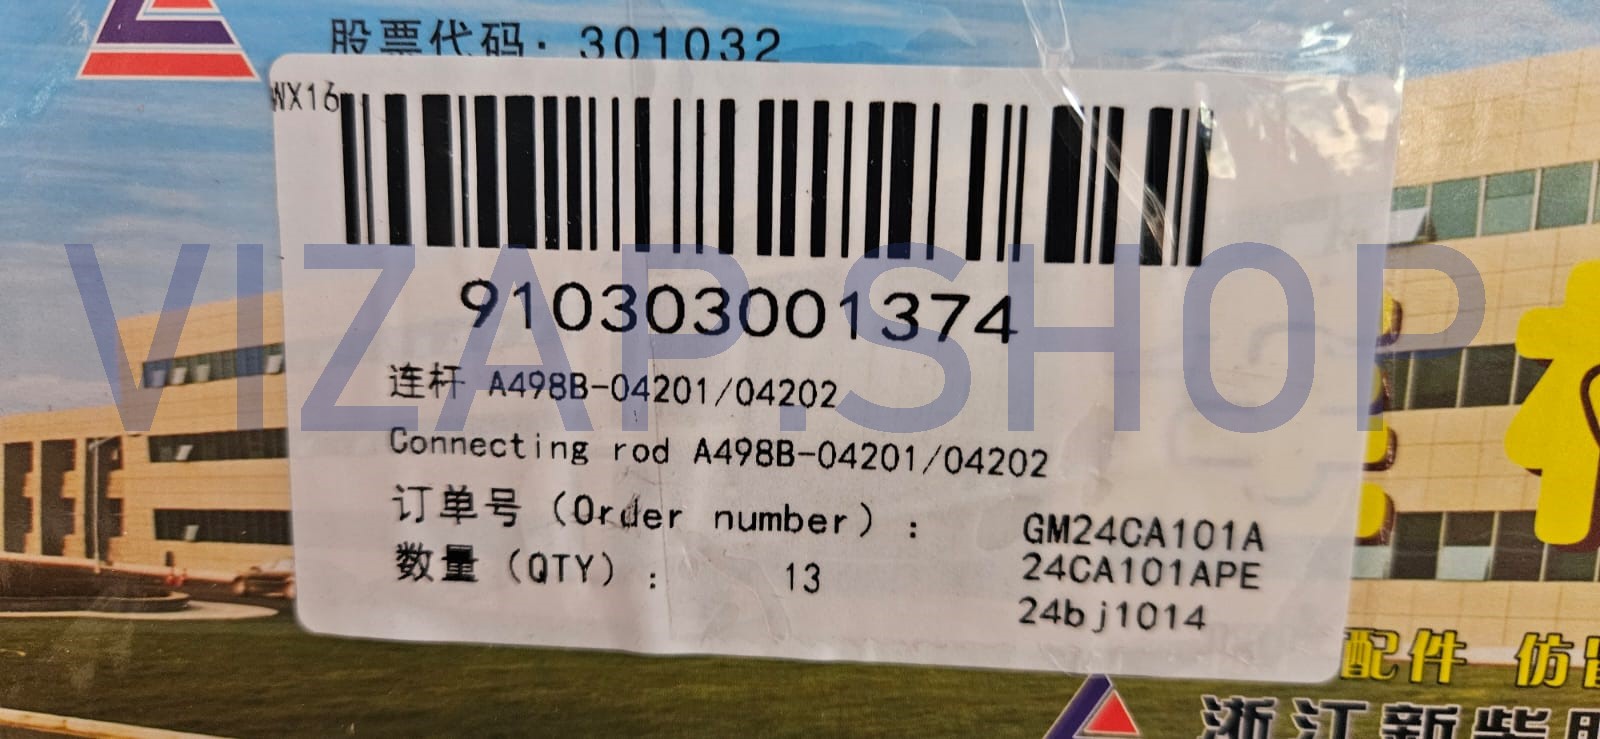 股票代码: 301032
WX16
910303001374
连杆 A498B-04201/04202
Connecting rod A498B-04201/04202
订单号（Order number）: GM24CA101A
数量（QTY）: 13 24CA101APE
24bj1014
VIZAP.SHOP
配件 仿
浙江新柴